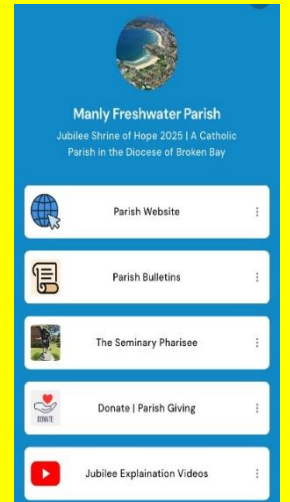 Manly Freshwater Parish
Jubilee Shrine of Hope 2025 | A Catholic
Parish in the Diocese of Broken Bay
Parish Website
Parish Bulletins
The Seminary Pharisee
Donate | Parish Giving
DONATE
Jubilee Explaination Videos